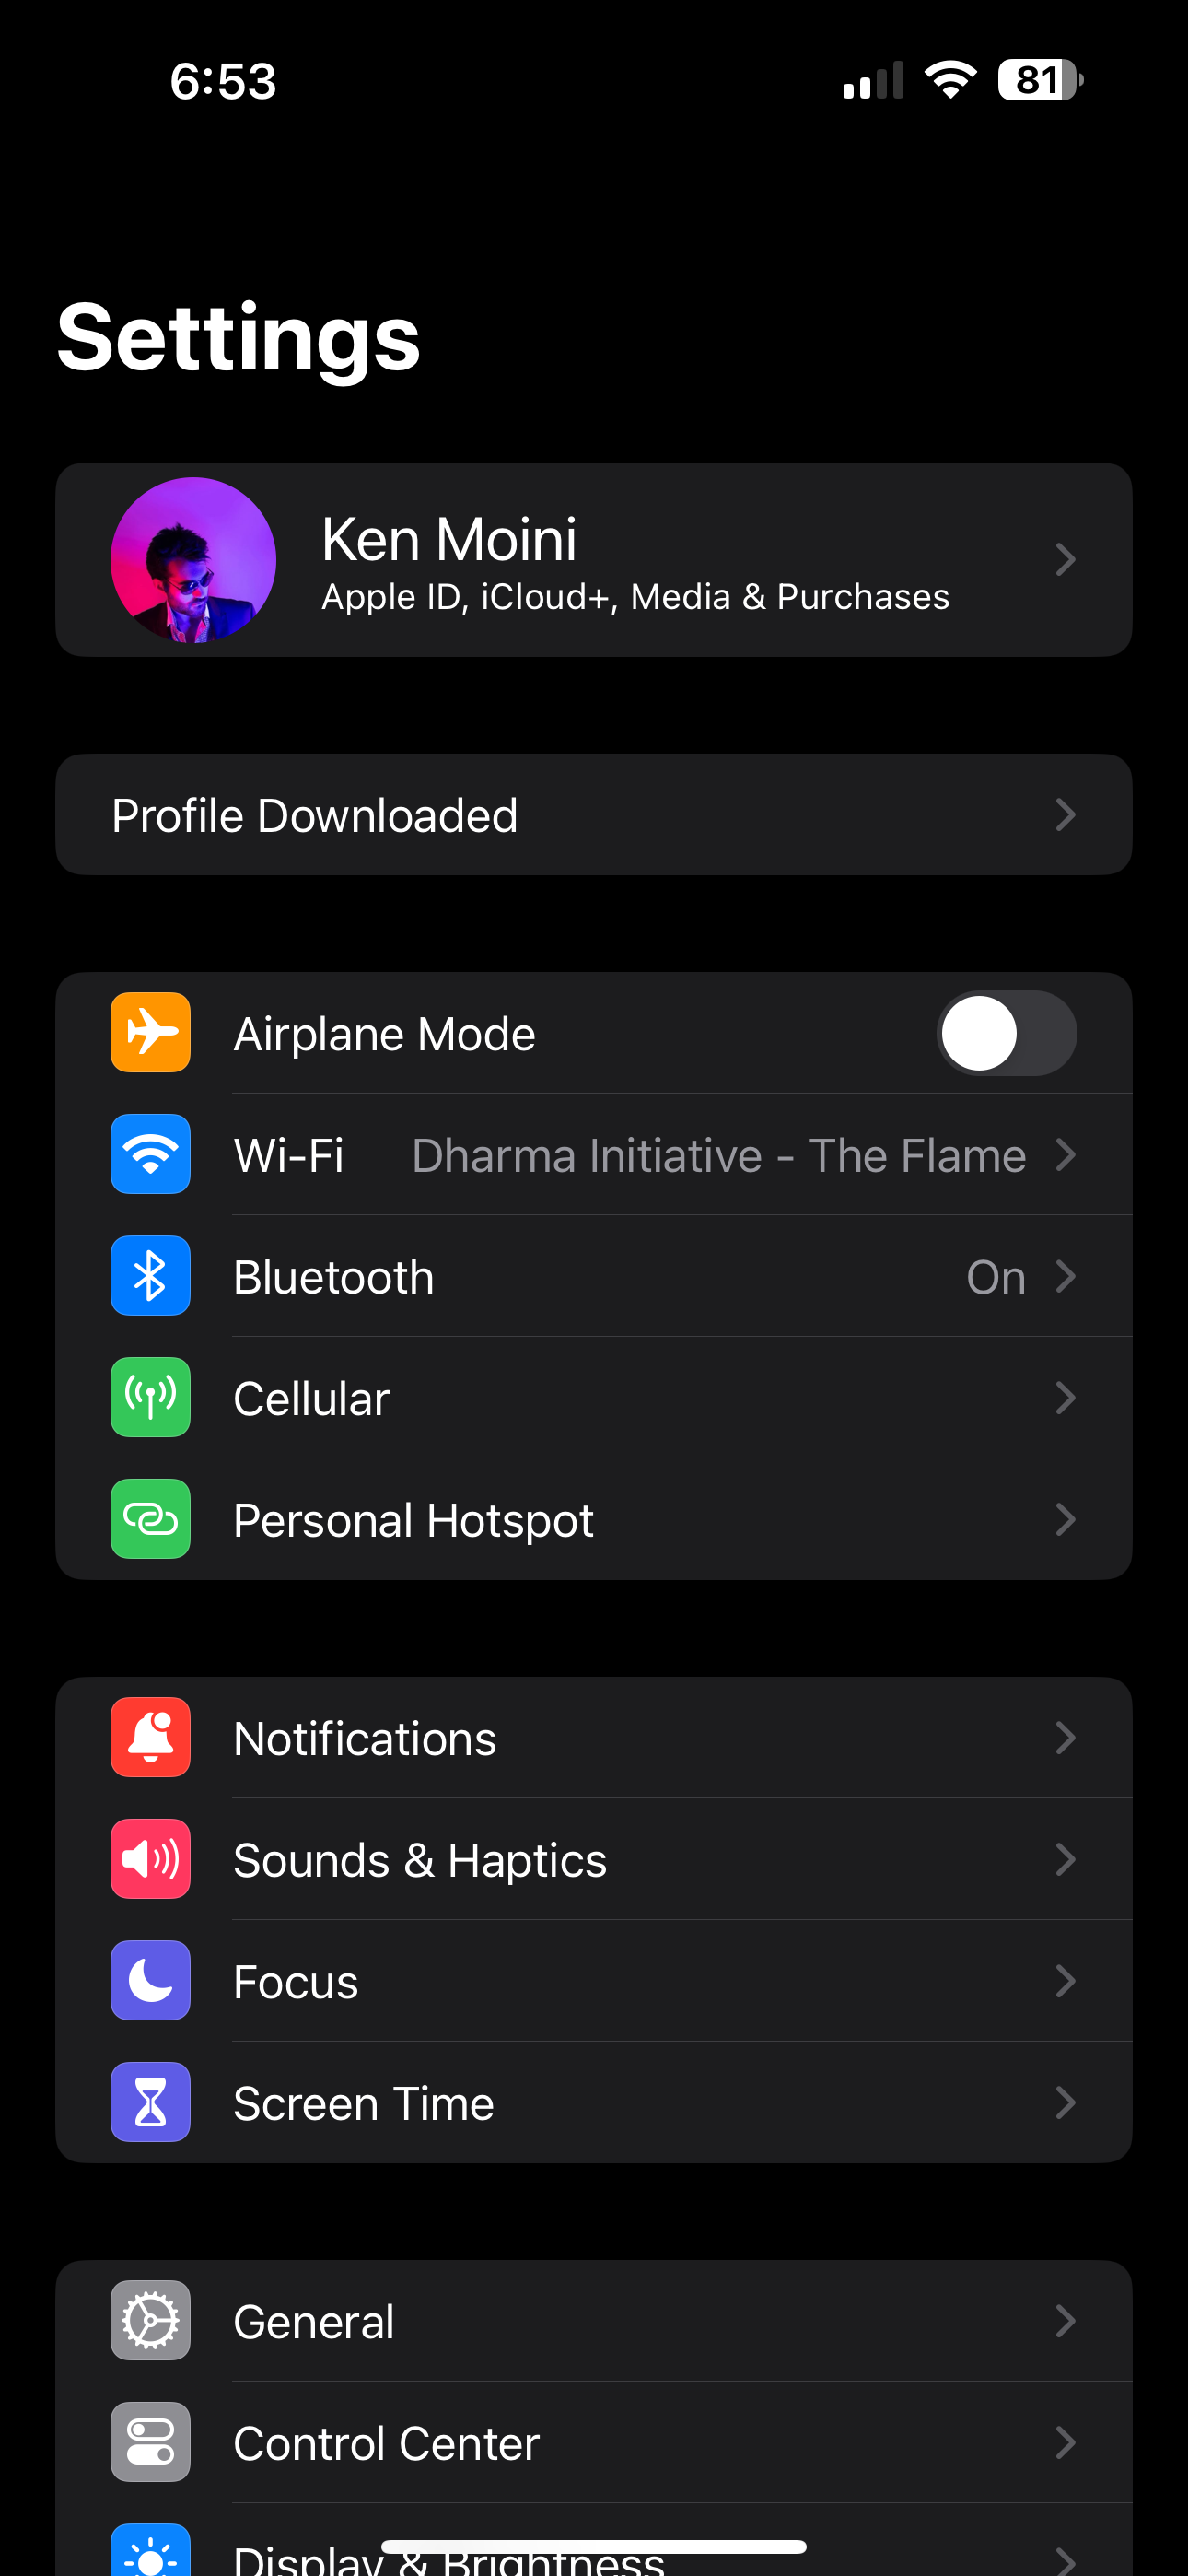 6:53
81
Settings
Ken Moini
Apple ID, iCloud+, Media & Purchases
Profile Downloaded
Airplane Mode
Wi-Fi Dharma Initiative - The Flame
Bluetooth On
Cellular
Personal Hotspot
Notifications
Sounds & Haptics
Focus
Screen Time
General
Control Center
Display & Brightness